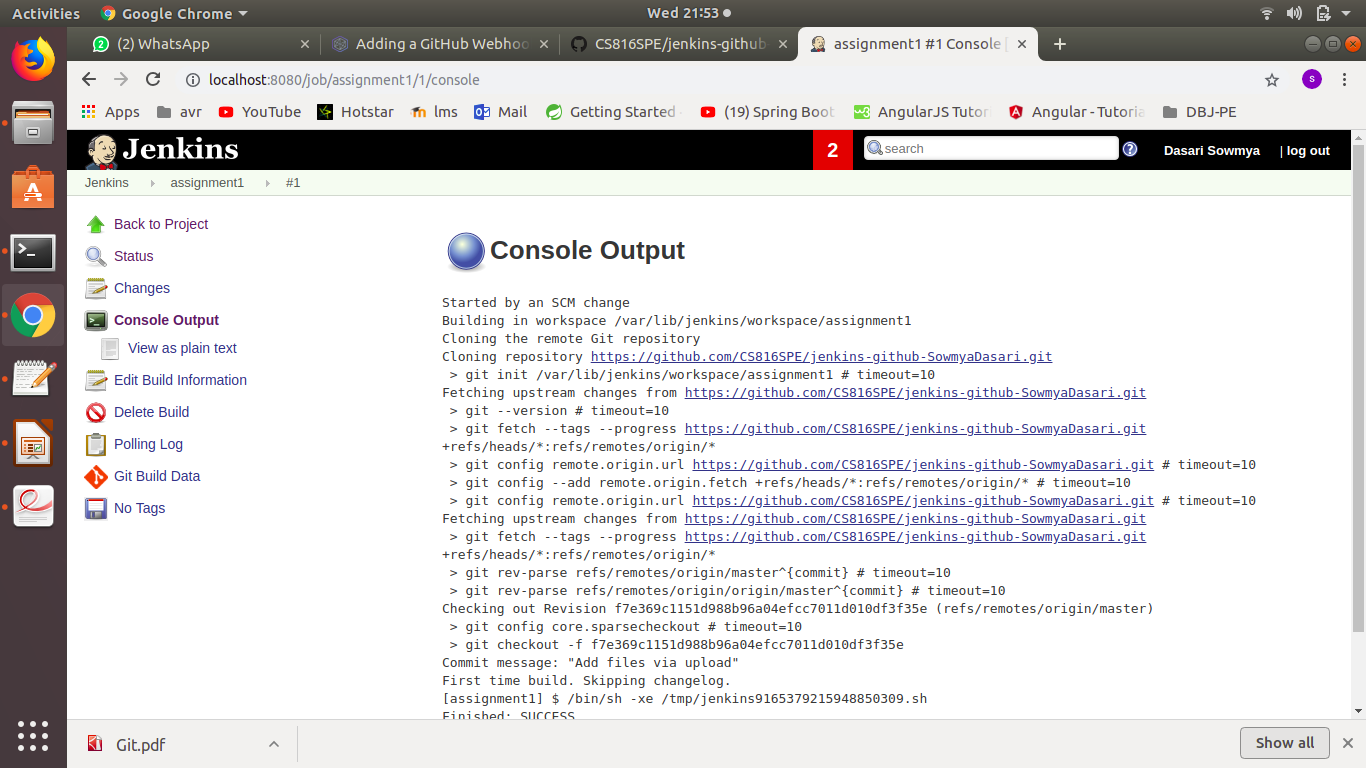 Activities
Google Chrome
Wed 21:53
(2) WhatsApp
Adding a GitHub Webhoo
CS816SPE/jenkins-github-
assignment1 #1 Console [
localhost:8080/job/assignment1/1/console
S
Apps
avr
YouTube
Hotstar
lms
Mail
Getting Started
(19) Spring Boot
AngularJS Tutor
Angular - Tutoria
DBJ-PE
Jenkins
2
search
Dasari Sowmya
| log out
Jenkins
assignment1
#1
Back to Project
Status
Changes
Console Output
View as plain text
Edit Build Information
Delete Build
Polling Log
Git Build Data
No Tags
Console Output
Started by an SCM change
Building in workspace /var/lib/jenkins/workspace/assignment1
Cloning the remote Git repository
Cloning repository https://github.com/CS816SPE/jenkins-github-SowmyaDasari.git
 > git init /var/lib/jenkins/workspace/assignment1 # timeout=10
Fetching upstream changes from https://github.com/CS816SPE/jenkins-github-SowmyaDasari.git
 > git --version # timeout=10
 > git fetch --tags --progress https://github.com/CS816SPE/jenkins-github-SowmyaDasari.git
+refs/heads/*:refs/remotes/origin/*
 > git config remote.origin.url https://github.com/CS816SPE/jenkins-github-SowmyaDasari.git # timeout=10
 > git config --add remote.origin.fetch +refs/heads/*:refs/remotes/origin/* # timeout=10
 > git config remote.origin.url https://github.com/CS816SPE/jenkins-github-SowmyaDasari.git # timeout=10
Fetching upstream changes from https://github.com/CS816SPE/jenkins-github-SowmyaDasari.git
 > git fetch --tags --progress https://github.com/CS816SPE/jenkins-github-SowmyaDasari.git
+refs/heads/*:refs/remotes/origin/*
 > git rev-parse refs/remotes/origin/master^{commit} # timeout=10
 > git rev-parse refs/remotes/origin/origin/master^{commit} # timeout=10
Checking out Revision f7e369c1151d988b96a04efcc7011d010df3f35e (refs/remotes/origin/master)
 > git config core.sparsecheckout # timeout=10
 > git checkout -f f7e369c1151d988b96a04efcc7011d010df3f35e
Commit message: "Add files via upload"
First time build. Skipping changelog.
[assignment1] $ /bin/sh -xe /tmp/jenkins9165379215948850309.sh
Finished: SUCCESS
Git.pdf
Show all